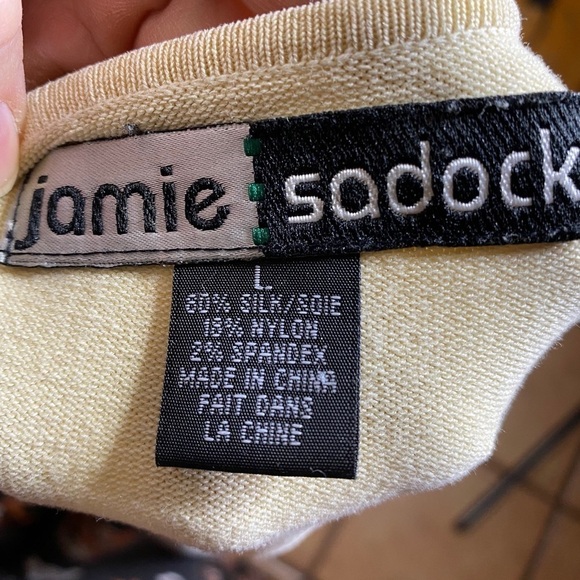 jamie sadock
L
80% SILK/SOIE
18% NYLON
2% SPANDEX
MADE IN CHINA
FAIT DANS
LA CHINE